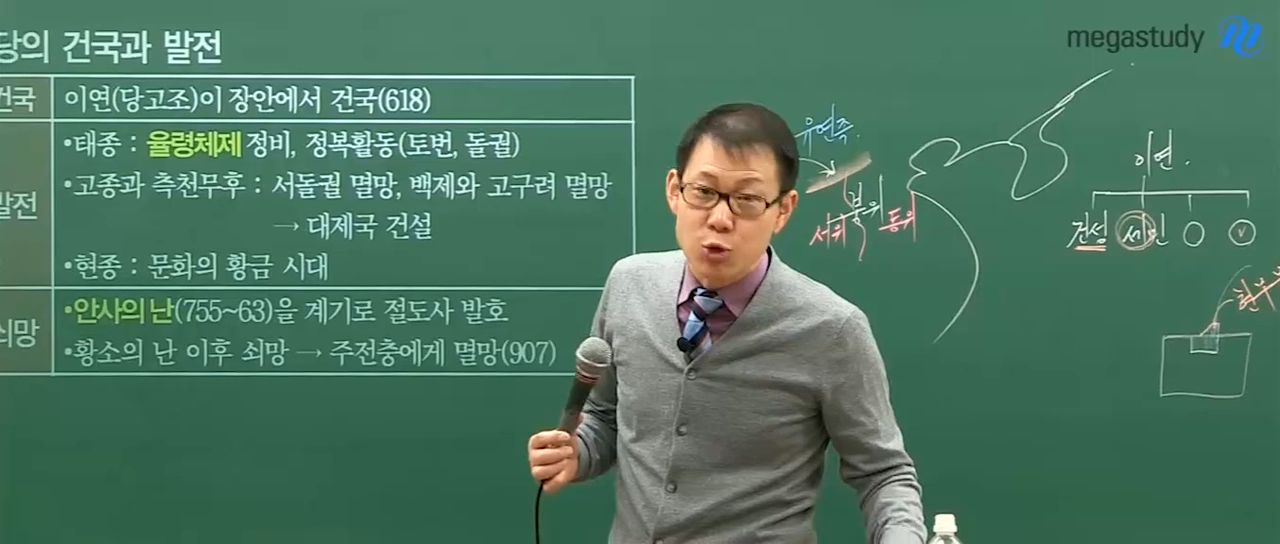 당의 건국과 발전
megastudy
건국
이연(당고조)이 장안에서 건국(618)
발전
•태종 : 율령체제 정비, 정복활동(토번, 돌궐)
•고종과 측천무후 : 서돌궐 멸망, 백제와 고구려 멸망
→ 대제국 건설
•현종 : 문화의 황금 시대
쇠망
•안사의 난(755~63)을 계기로 절도사 발호
•황소의 난 이후 쇠망 → 주전충에게 멸망(907)
유연족
북위
서위 동위
이연.
건성 세민
현무